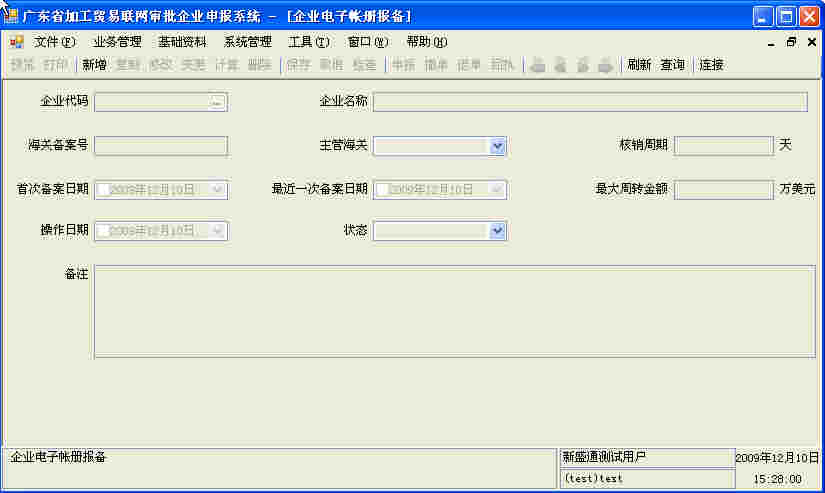 广东省加工贸易联网审批企业申报系统 - [企业电子帐册报备]
文件(F) 业务管理 基础资料 系统管理 工具(T) 窗口(W) 帮助(H)
预览 打印 新增 复制 修改 变更 计算 删除 保存 取消 检查 申报 撤单 回执 刷新 查询 连接
企业代码 ... 企业名称
海关备案号 主管海关 核销周期 天
首次备案日期 2009年12月10日 最近一次备案日期 2009年12月10日 最大周转金额 万美元
操作日期 2009年12月10日 状态
备注
企业电子帐册报备 新盛通测试用户 2009年12月10日
(test)test 15:28:00